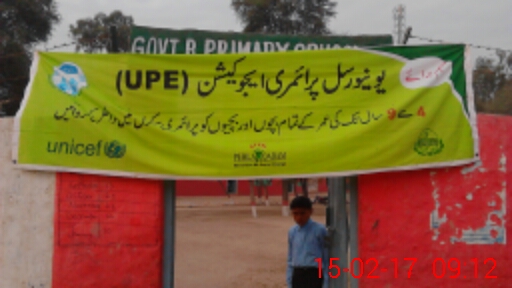 GOVT B PRIMARY
یونیورسل پرائمری ایجوکیشن (UPE)
4 سے 9 سال تک کی عمر کے تمام بچوں اور بچیوں کو پرائمری
میں داخل کروائیں
unicef
15-02-17 09:12